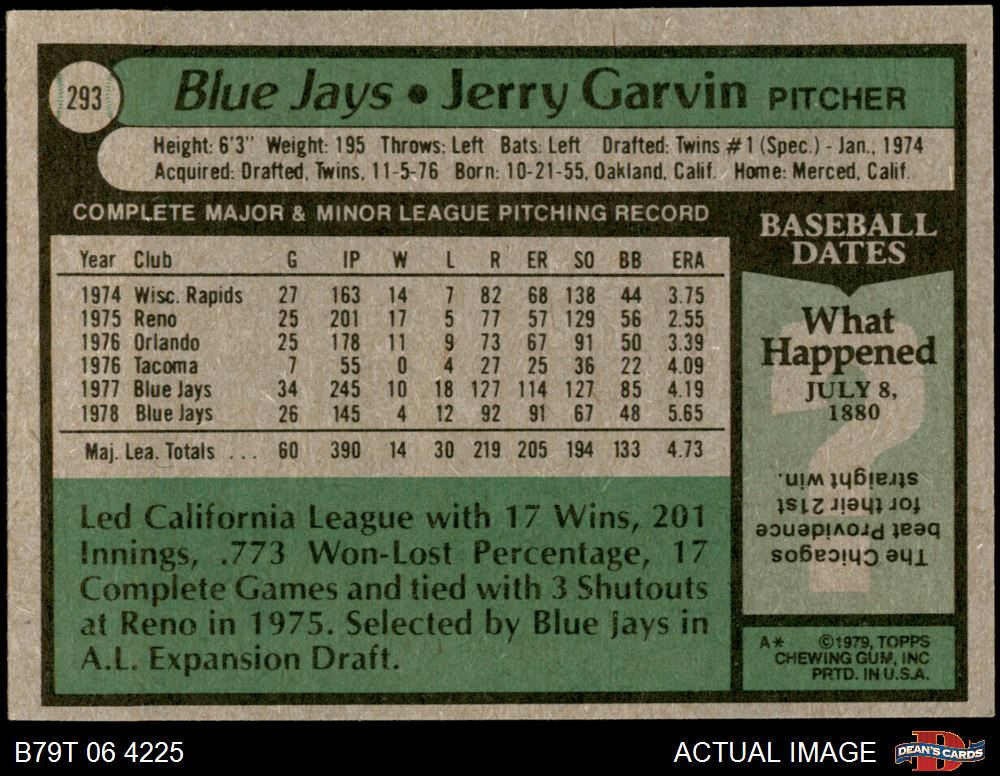 293
Blue Jays • Jerry Garvin PITCHER
Height: 6'3" Weight: 195 Throws: Left Bats: Left Drafted: Twins #1 (Spec.) - Jan., 1974
Acquired: Drafted, Twins, 11-5-76 Born: 10-21-55, Oakland, Calif. Home: Merced, Calif.
COMPLETE MAJOR & MINOR LEAGUE PITCHING RECORD
Year Club G IP W L R ER SO BB ERA
1974 Wisc. Rapids 27 163 14 7 82 68 138 44 3.75
1975 Reno 25 201 17 5 77 57 129 56 2.55
1976 Orlando 25 178 11 9 73 67 91 50 3.39
1976 Tacoma 7 55 0 4 27 25 36 22 4.09
1977 Blue Jays 34 245 10 18 127 114 127 85 4.19
1978 Blue Jays 26 145 4 12 92 91 67 48 5.65
Maj. Lea. Totals . . . 60 390 14 30 219 205 194 133 4.73
Led California League with 17 Wins, 201
Innings, .773 Won-Lost Percentage, 17
Complete Games and tied with 3 Shutouts
at Reno in 1975. Selected by Blue Jays in
A.L. Expansion Draft.
BASEBALL
DATES
What
Happened
JULY 8,
1880
?
The Chicagos
beat Providence
for their 21st
straight win.
A* ©1979, TOPPS
CHEWING GUM, INC
PRTD. IN U.S.A.
B79T 06 4225
ACTUAL IMAGE
D
DEAN'S CARDS